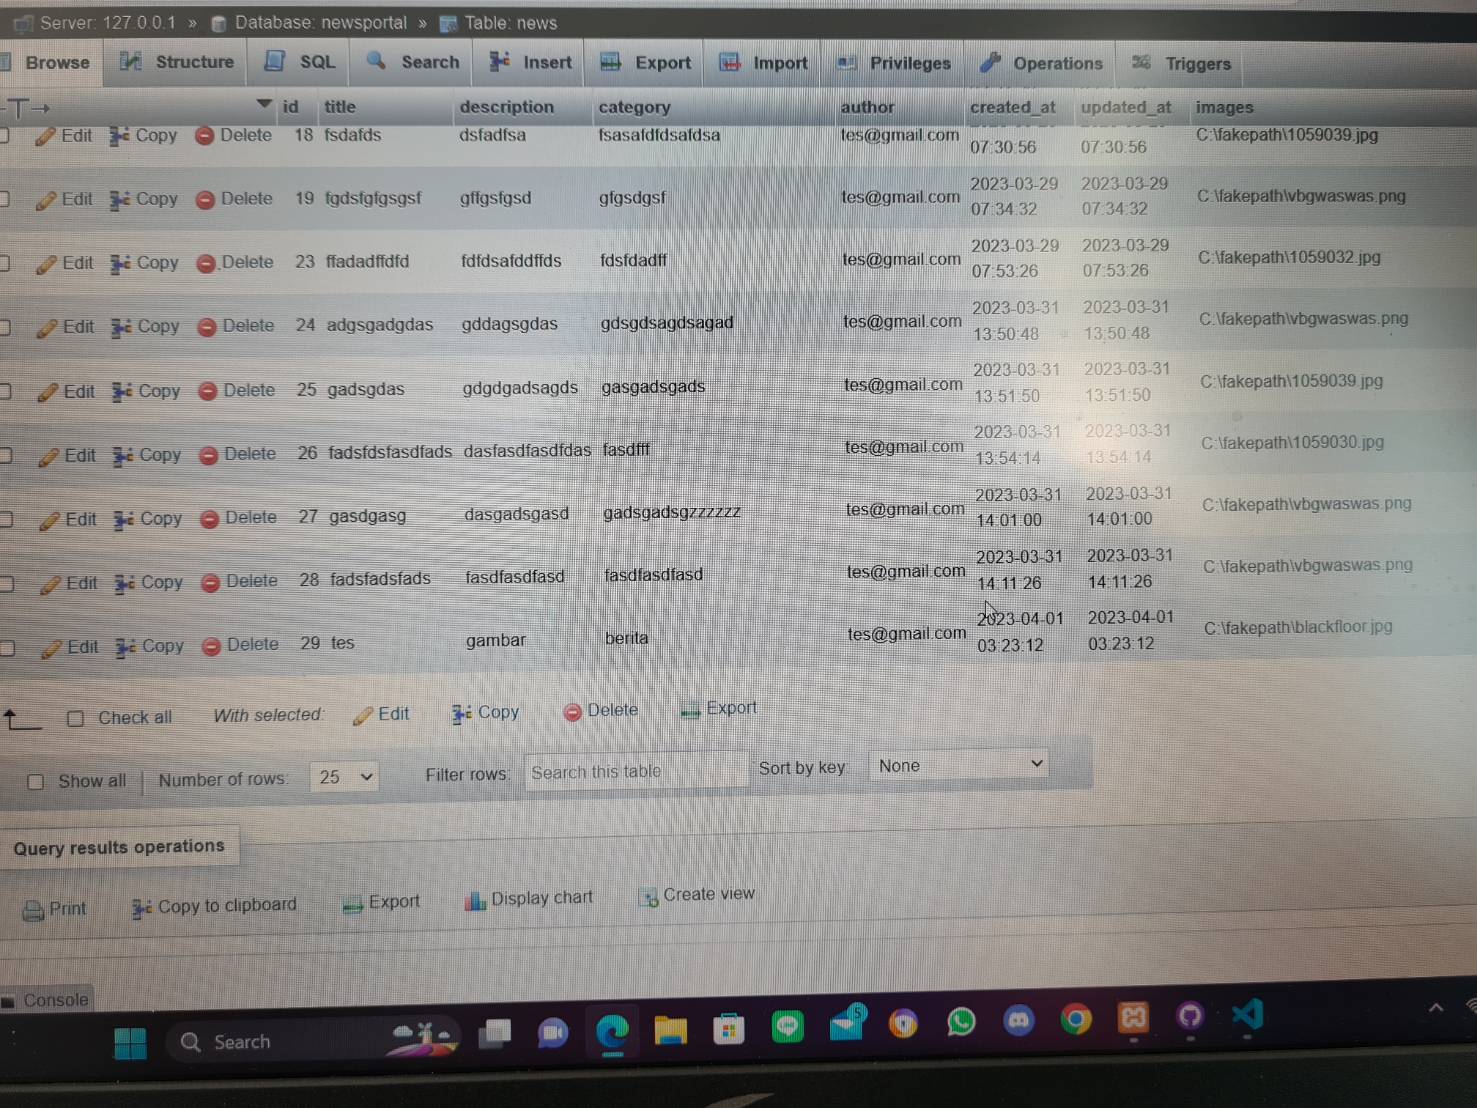 Server: 127.0.0.1 » Database: newsportal » Table: news
Browse Structure SQL Search Insert Export Import Privileges Operations Triggers
id title description category author created_at updated_at images
Edit Copy Delete 18 fsdafds dsfadfsa fsasafdfdsafdsa tes@gmail.com 07:30:56 07:30:56 C:\fakepath\1059039.jpg
Edit Copy Delete 19 fgdsfgfgsgsf gffgsfgsd gfgsdgsf tes@gmail.com 2023-03-29 2023-03-29 C:\fakepath\vbgwaswas.png
07:34:32 07:34:32
Edit Copy Delete 23 ffadadffdfd fdfdsafddffds fdsfdadff tes@gmail.com 2023-03-29 2023-03-29 C:\fakepath\1059032.jpg
07:53:26 07:53:26
Edit Copy Delete 24 adgsgadgdas gddagsgdas gdsgdsagdsagad tes@gmail.com 2023-03-31 2023-03-31 C:\fakepath\vbgwaswas.png
13:50:48 13:50:48
Edit Copy Delete 25 gadsgdas gdgdgadsagds gasgadsgads tes@gmail.com 2023-03-31 2023-03-31 C:\fakepath\1059039.jpg
13:51:50 13:51:50
Edit Copy Delete 26 fadsfdsfasdfads dasfasdfasdfdas fasdfff tes@gmail.com 2023-03-31 2023-03-31 C:\fakepath\1059030.jpg
13:54:14 13:54:14
Edit Copy Delete 27 gasdgasg dasgadsgasd gadsgadsgzzzzzz tes@gmail.com 2023-03-31 2023-03-31 C:\fakepath\vbgwaswas.png
14:01:00 14:01:00
Edit Copy Delete 28 fadsfadsfads fasdfasdfasd fasdfasdfasd tes@gmail.com 2023-03-31 2023-03-31 C:\fakepath\vbgwaswas.png
14:11:26 14:11:26
Edit Copy Delete 29 tes gambar berita tes@gmail.com 2023-04-01 2023-04-01 C:\fakepath\blackfloor.jpg
03:23:12 03:23:12
Check all With selected: Edit Copy Delete Export
Show all Number of rows: 25 Filter rows: Search this table Sort by key: None
Query results operations
Print Copy to clipboard Export Display chart Create view
Console
Search
5